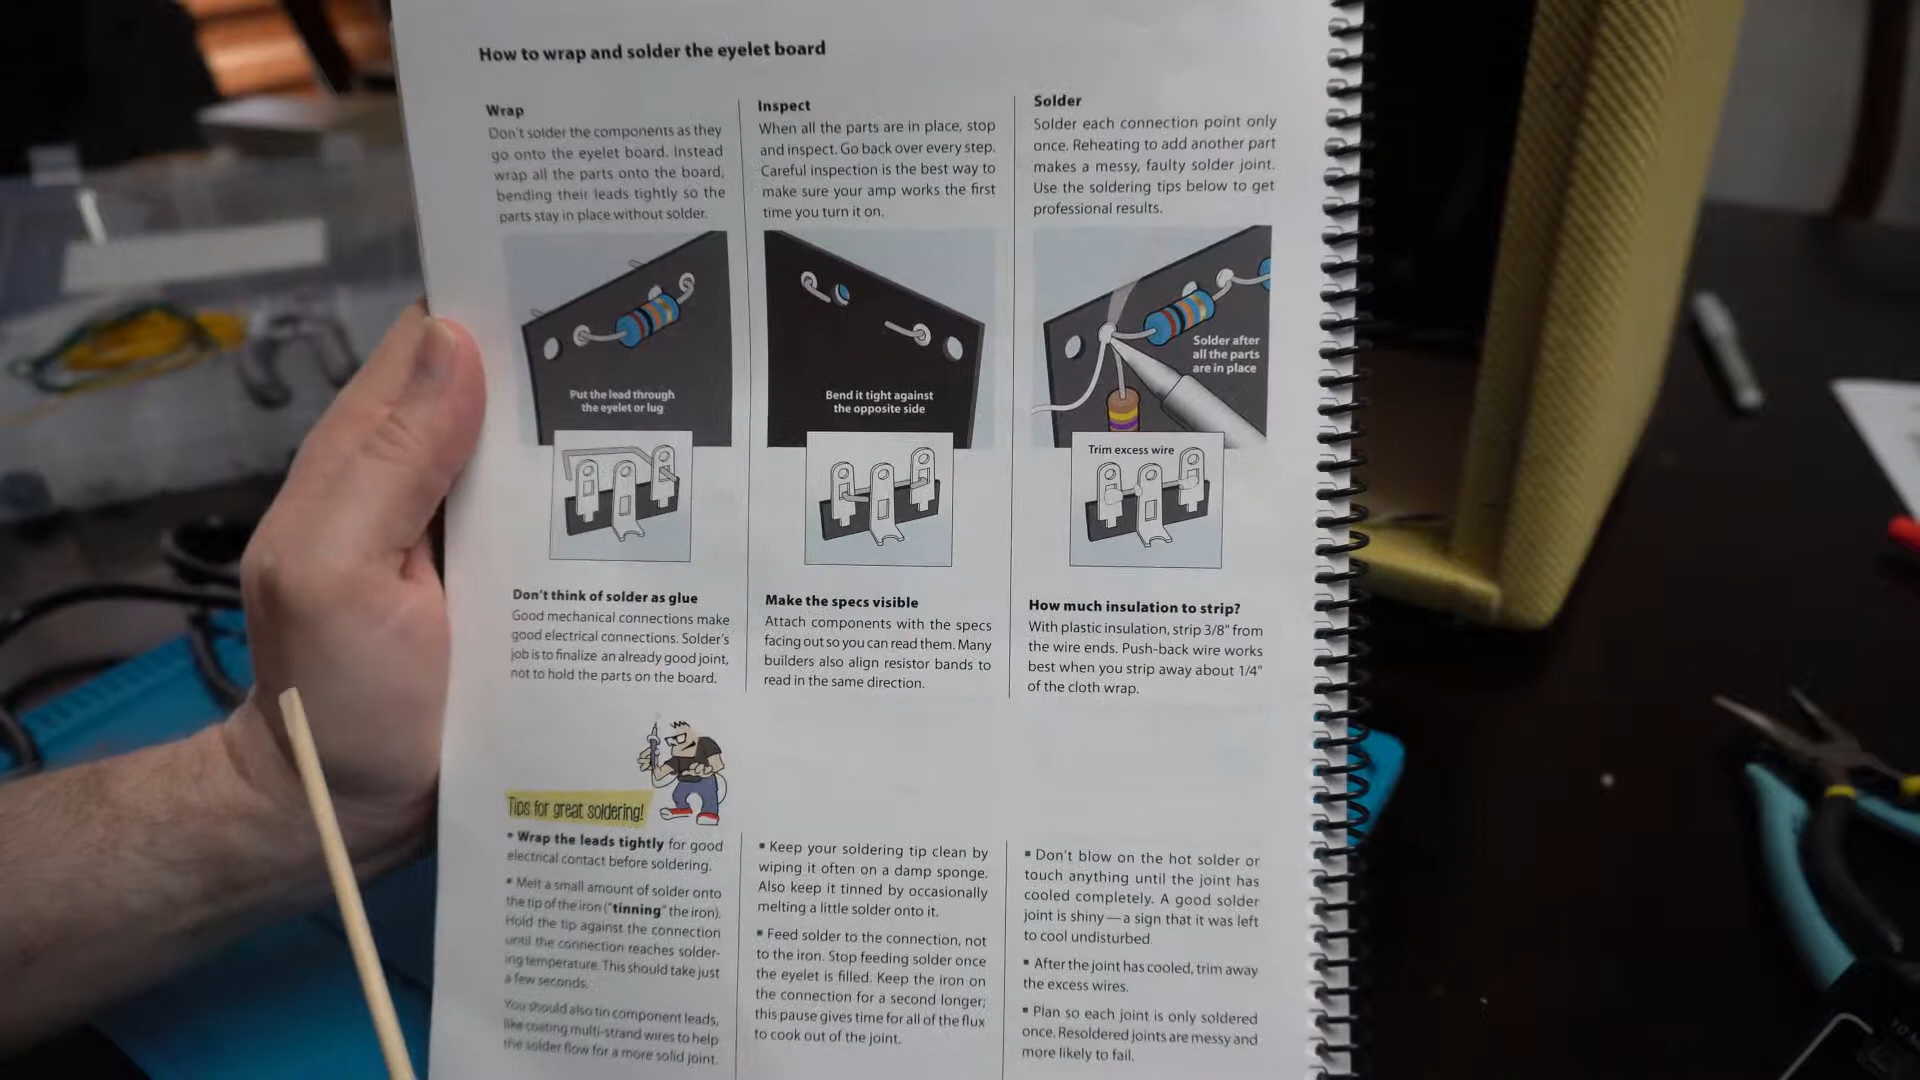 How to wrap and solder the eyelet board
Wrap
Don't solder the components as they
go onto the eyelet board. Instead
wrap all the parts onto the board,
bending their leads tightly so the
parts stay in place without solder.
Put the lead through
the eyelet or lug
Don't think of solder as glue
Good mechanical connections make
good electrical connections. Solder's
job is to finalize an already good joint,
not to hold the parts on the board.
Inspect
When all the parts are in place, stop
and inspect. Go back over every step.
Careful inspection is the best way to
make sure your amp works the first
time you turn it on.
Bend it tight against
the opposite side
Make the specs visible
Attach components with the specs
facing out so you can read them. Many
builders also align resistor bands to
read in the same direction.
Solder
Solder each connection point only
once. Reheating to add another part
makes a messy, faulty solder joint.
Use the soldering tips below to get
professional results.
Solder after
all the parts
are in place
Trim excess wire
How much insulation to strip?
With plastic insulation, strip 3/8" from
the wire ends. Push-back wire works
best when you strip away about 1/4"
of the cloth wrap.
Tips for great soldering!
▪ Wrap the leads tightly for good
electrical contact before soldering.
▪ Melt a small amount of solder onto
the tip of the iron ("tinning" the iron).
Hold the tip against the connection
until the connection reaches solder-
ing temperature. This should take just
a few seconds.
You should also tin component leads,
like coating multi-strand wires to help
the solder flow for a more solid joint.
▪ Keep your soldering tip clean by
wiping it often on a damp sponge.
Also keep it tinned by occasionally
melting a little solder onto it.
▪ Feed solder to the connection, not
to the iron. Stop feeding solder once
the eyelet is filled. Keep the iron on
the connection for a second longer;
this pause gives time for all of the flux
to cook out of the joint.
▪ Don't blow on the hot solder or
touch anything until the joint has
cooled completely. A good solder
joint is shiny — a sign that it was left
to cool undisturbed.
▪ After the joint has cooled, trim away
the excess wires.
▪ Plan so each joint is only soldered
once. Resoldered joints are messy and
more likely to fail.